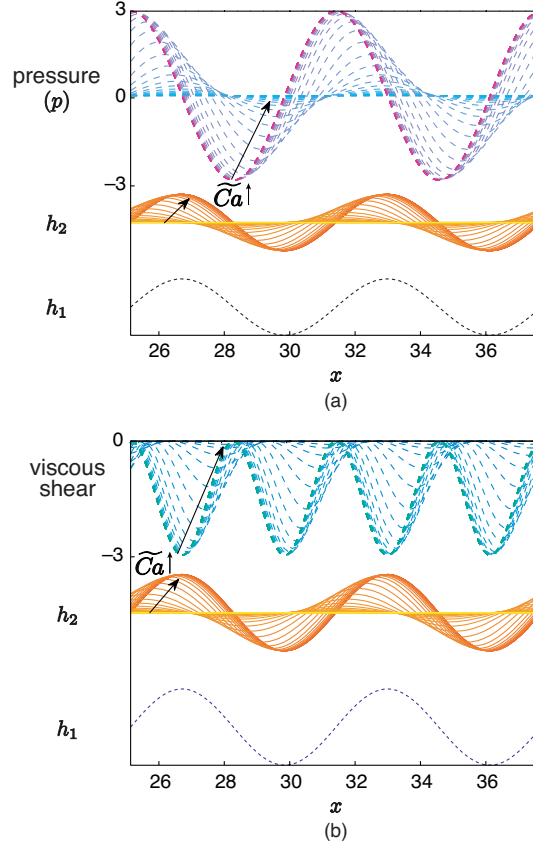 3
pressure
(p)
0
−3
C̃a↑
h₂
h₁
26 28 30 32 34 36
x
(a)
0
viscous
shear
−3
C̃a↑
h₂
h₁
26 28 30 32 34 36
x
(b)